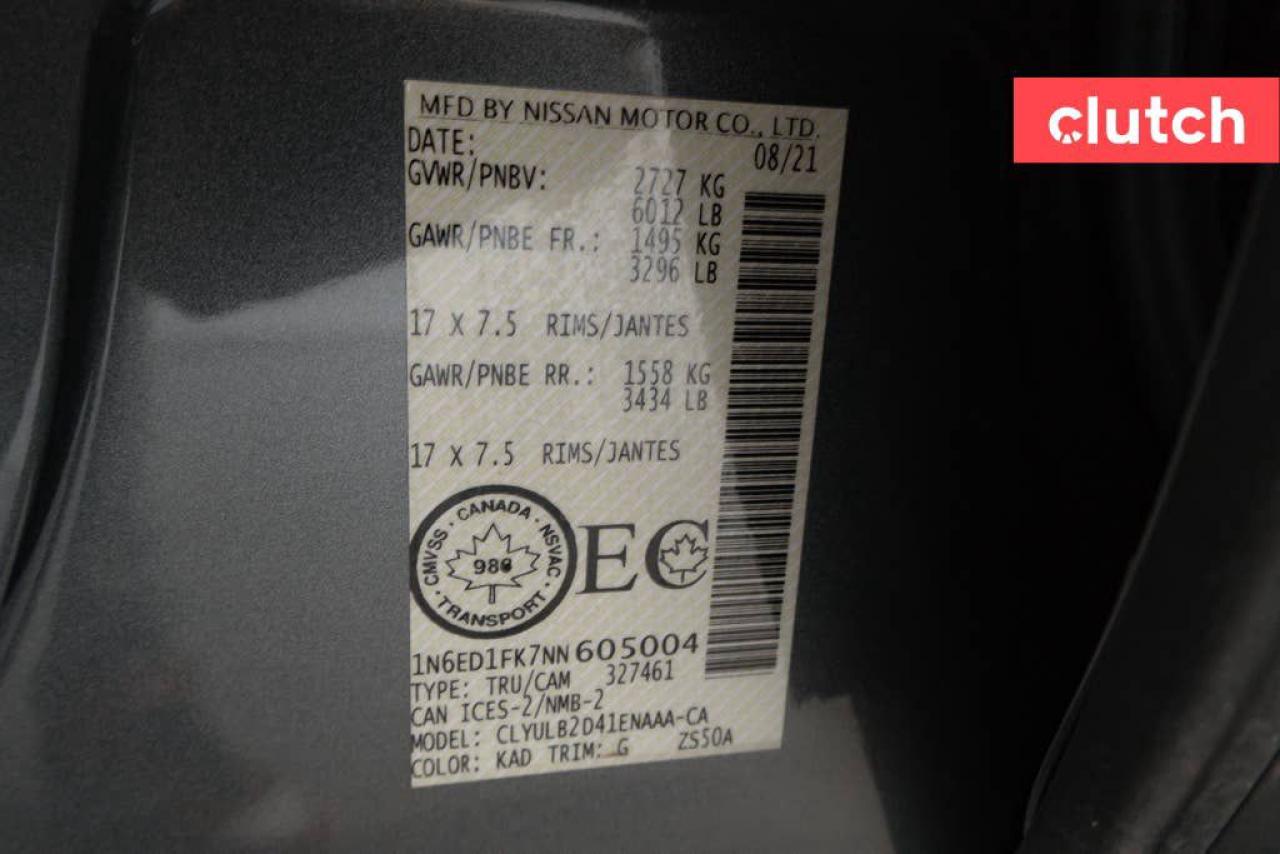 clutch
MFD BY NISSAN MOTOR CO., LTD.
DATE: 08/21
GVWR/PNBV: 2727 KG
6012 LB
GAWR/PNBE FR.: 1495 KG
3296 LB
17 X 7.5 RIMS/JANTES
GAWR/PNBE RR.: 1558 KG
3434 LB
17 X 7.5 RIMS/JANTES
CMVSS · CANADA · NSVAC · TRANSPORT ·
EC
1N6ED1FK7NN605004
TYPE: TRU/CAM 327461
CAN ICES-2/NMB-2
MODEL: CLYULB2D41ENAAA-CA
COLOR: KAD TRIM: G ZS50A